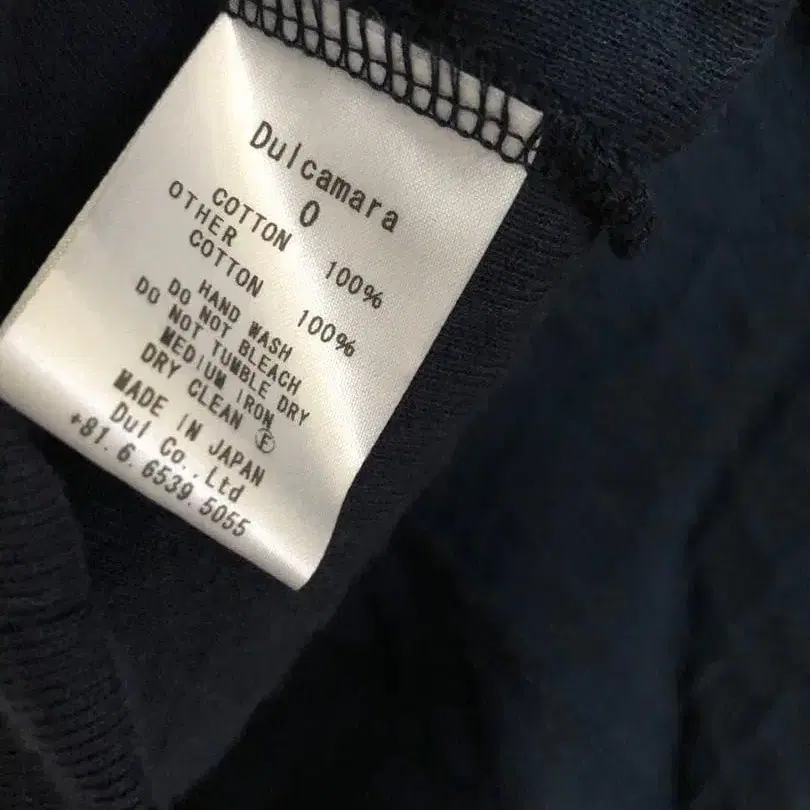 Dulcamara
0
COTTON 100%
OTHER
COTTON 100%
HAND WASH
DO NOT BLEACH
DO NOT TUMBLE DRY
MEDIUM IRON
DRY CLEAN Ⓕ
MADE IN JAPAN
Dul Co.,Ltd
+81.6.6539.5055